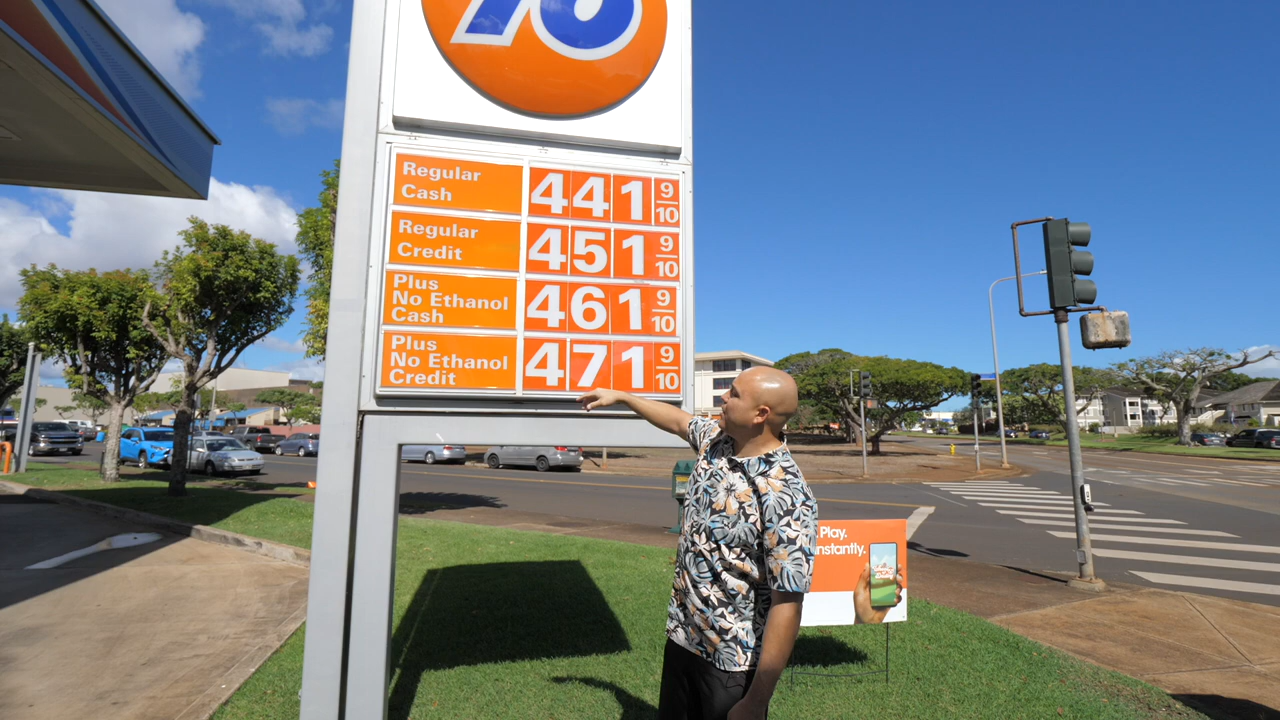 76
Regular
Cash
441 9/10
Regular
Credit
451 9/10
Plus
No Ethanol
Cash
461 9/10
Plus
No Ethanol
Credit
471 9/10
Play.
instantly.